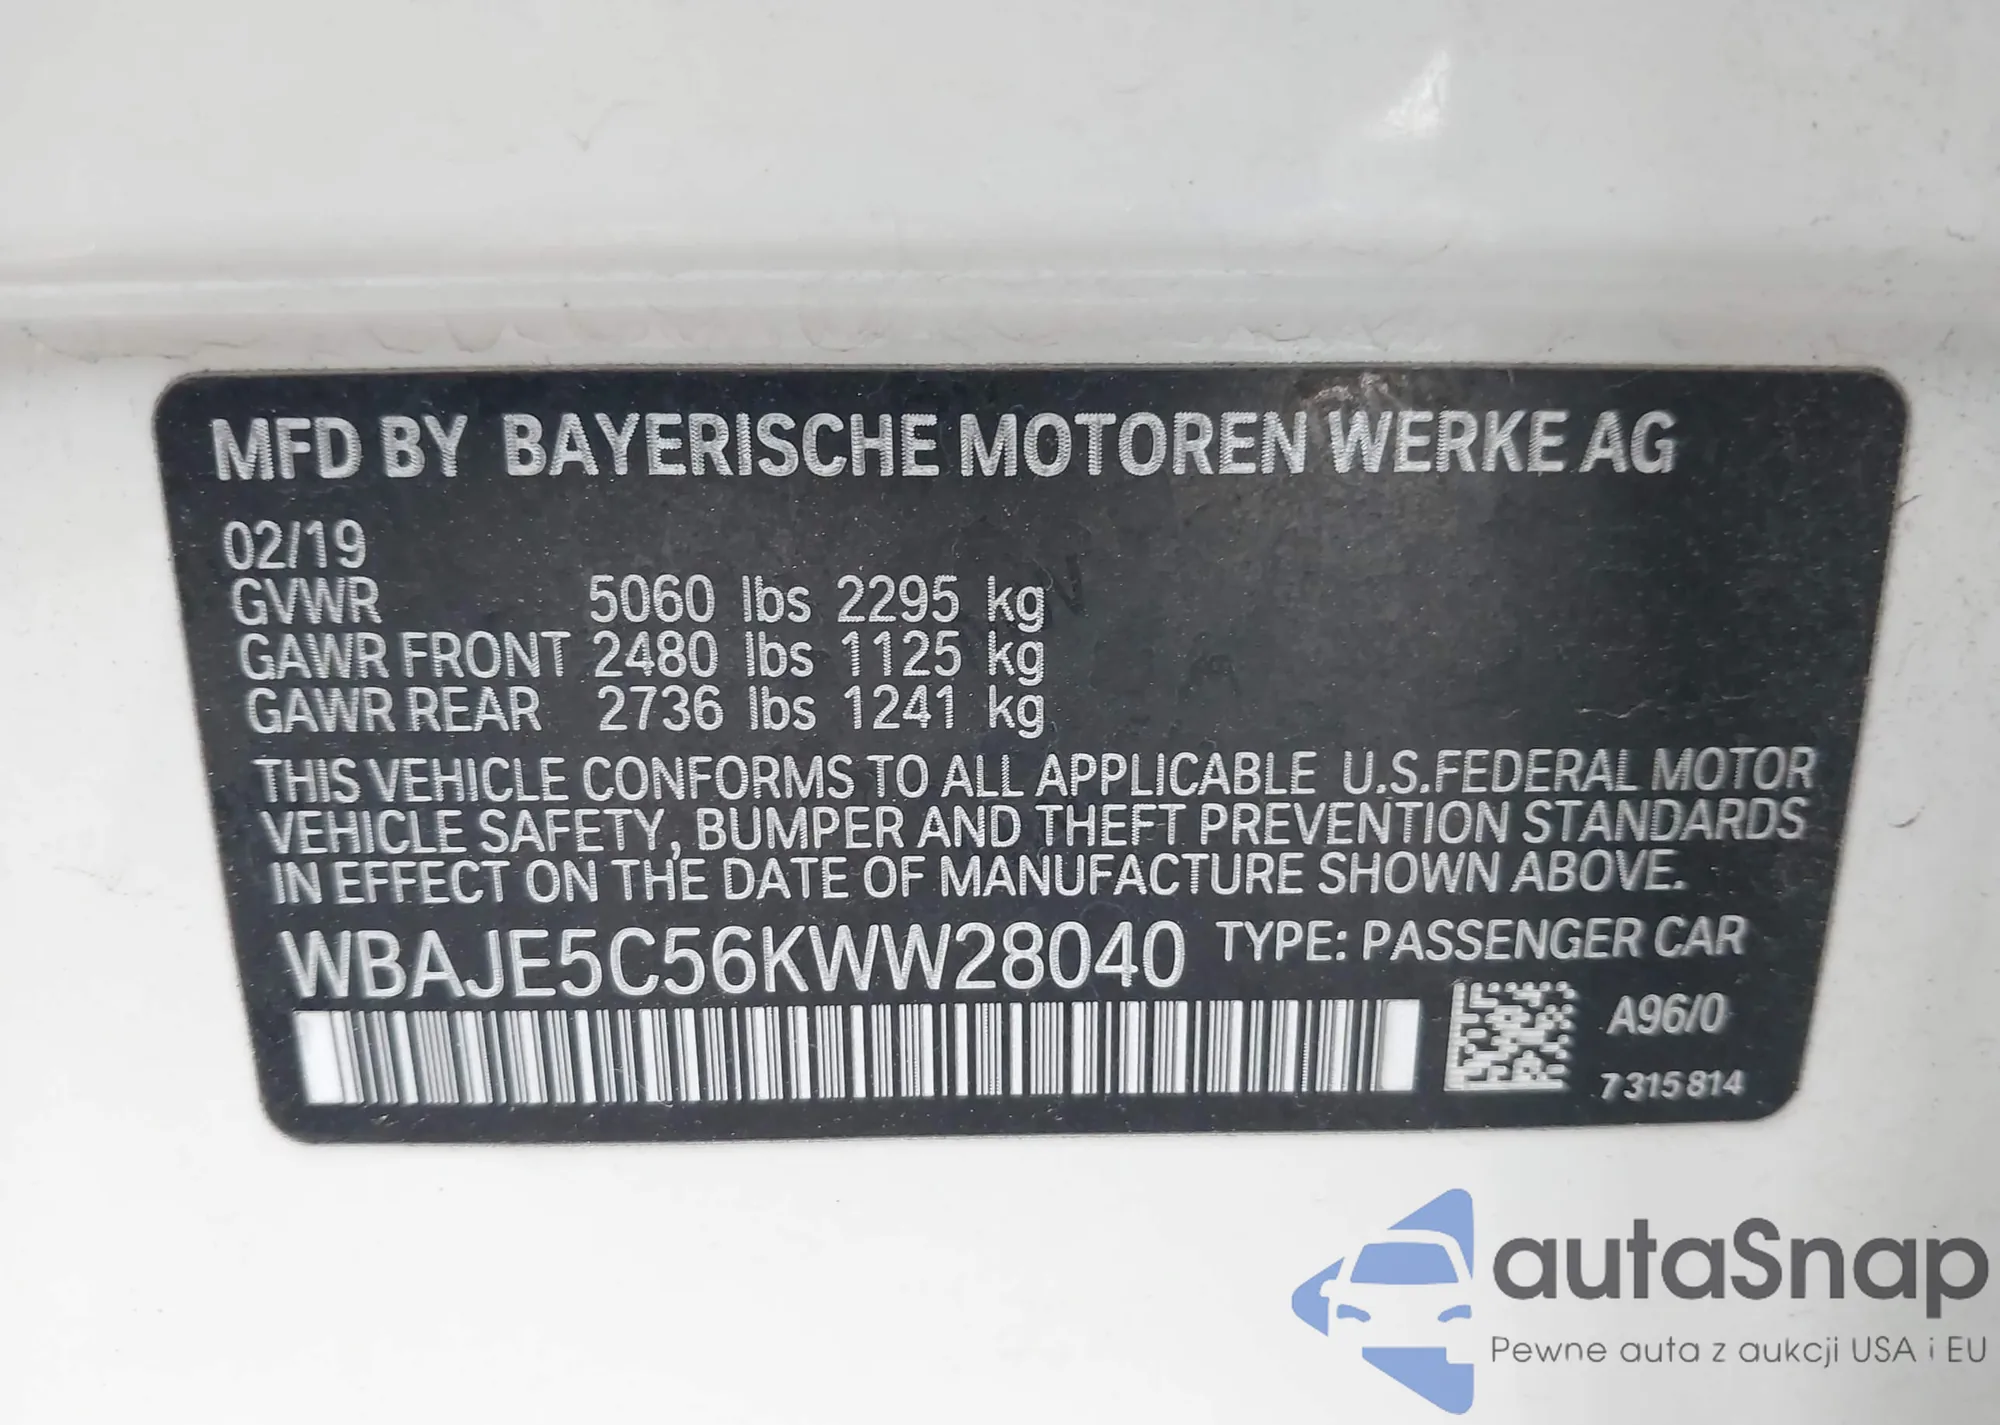 MFD BY BAYERISCHE MOTOREN WERKE AG
02/19
GVWR 5060 lbs 2295 kg
GAWR FRONT 2480 lbs 1125 kg
GAWR REAR 2736 lbs 1241 kg
THIS VEHICLE CONFORMS TO ALL APPLICABLE U.S.FEDERAL MOTOR
VEHICLE SAFETY, BUMPER AND THEFT PREVENTION STANDARDS
IN EFFECT ON THE DATE OF MANUFACTURE SHOWN ABOVE.
WBAJE5C56KWW28040 TYPE: PASSENGER CAR
A96/0
7315814
autaSnap
Pewne auta z aukcji USA i EU